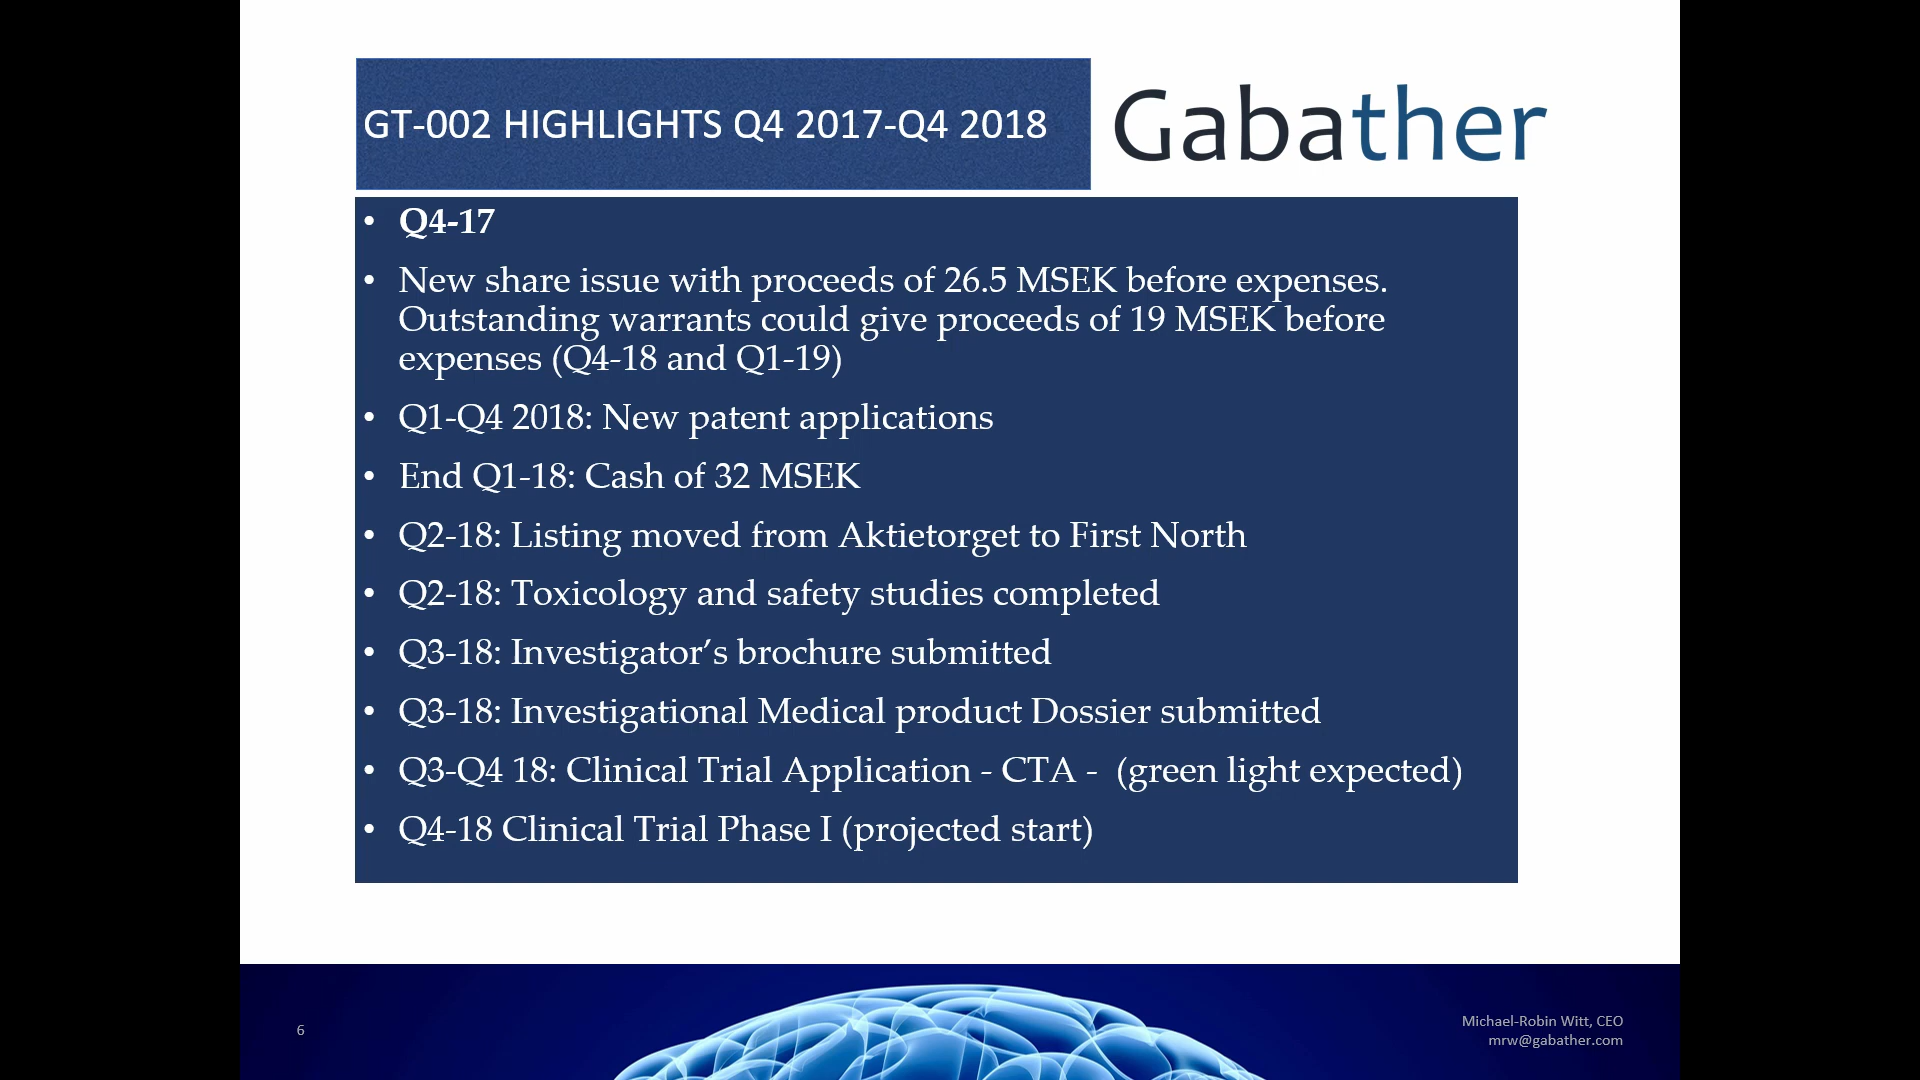 GT-002 HIGHLIGHTS Q4 2017-Q4 2018
Gabather
• Q4-17
• New share issue with proceeds of 26.5 MSEK before expenses.
Outstanding warrants could give proceeds of 19 MSEK before
expenses (Q4-18 and Q1-19)
• Q1-Q4 2018: New patent applications
• End Q1-18: Cash of 32 MSEK
• Q2-18: Listing moved from Aktietorget to First North
• Q2-18: Toxicology and safety studies completed
• Q3-18: Investigator’s brochure submitted
• Q3-18: Investigational Medical product Dossier submitted
• Q3-Q4 18: Clinical Trial Application - CTA -  (green light expected)
• Q4-18 Clinical Trial Phase I (projected start)
6
Michael-Robin Witt, CEO
mrw@gabather.com